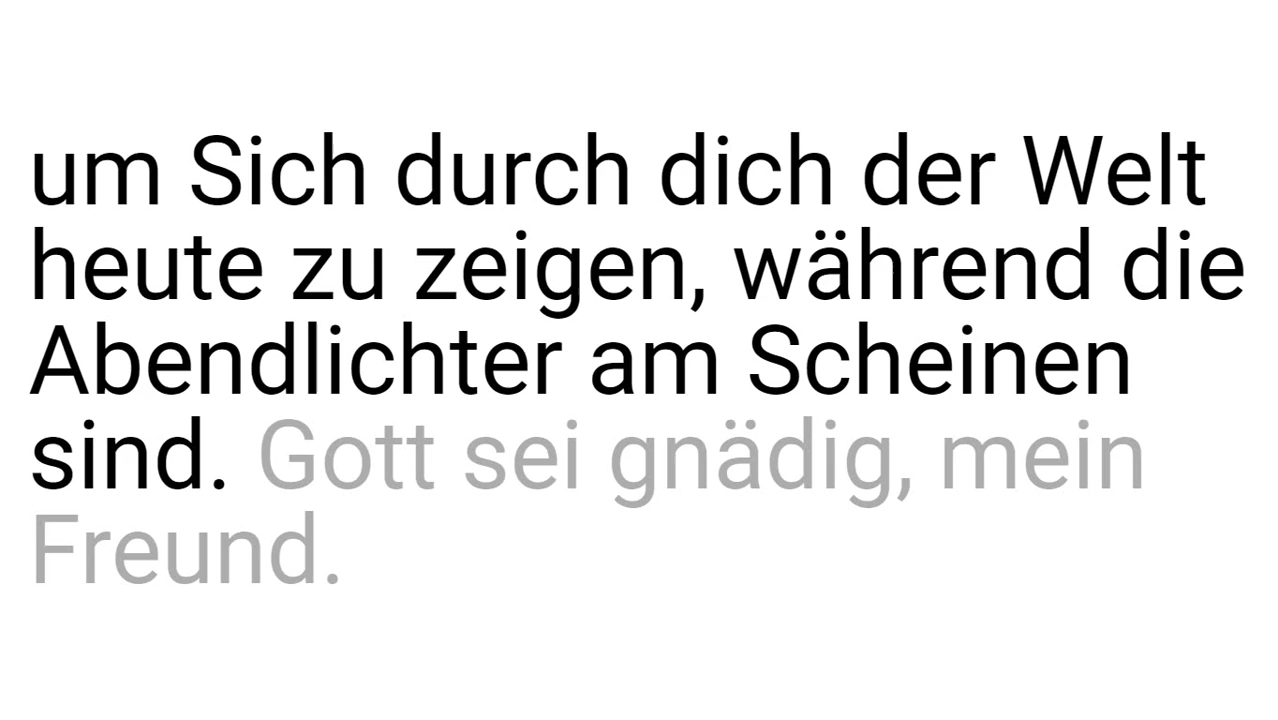 um Sich durch dich der Welt
heute zu zeigen, während die
Abendlichter am Scheinen
sind. Gott sei gnädig, mein
Freund.